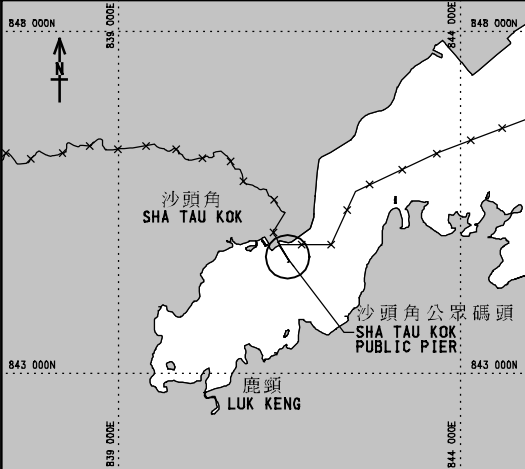 848 000N
839 000E
844 000E
848 000N
N
沙頭角
SHA TAU KOK
沙頭角公眾碼頭
SHA TAU KOK
PUBLIC PIER
843 000N
843 000N
鹿頸
LUK KENG
839 000E
844 000E